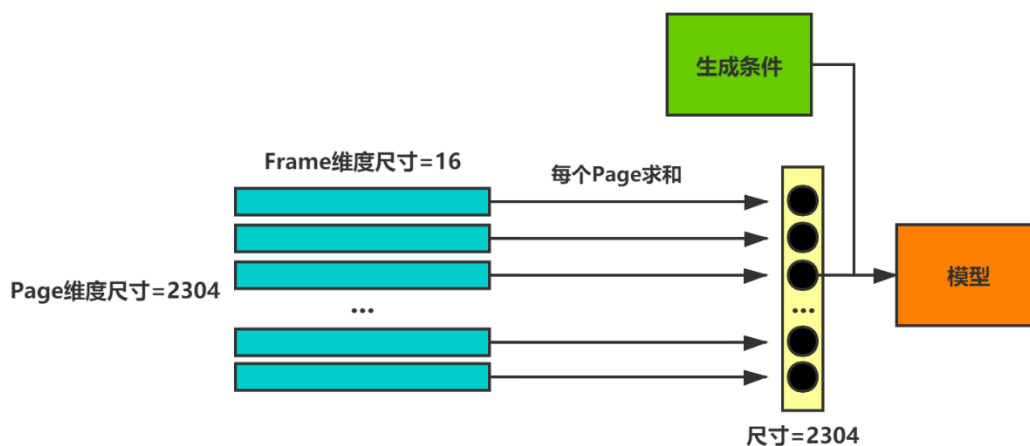 生成条件
Frame维度尺寸=16
每个Page求和
Page维度尺寸=2304
...
...
模型
尺寸=2304